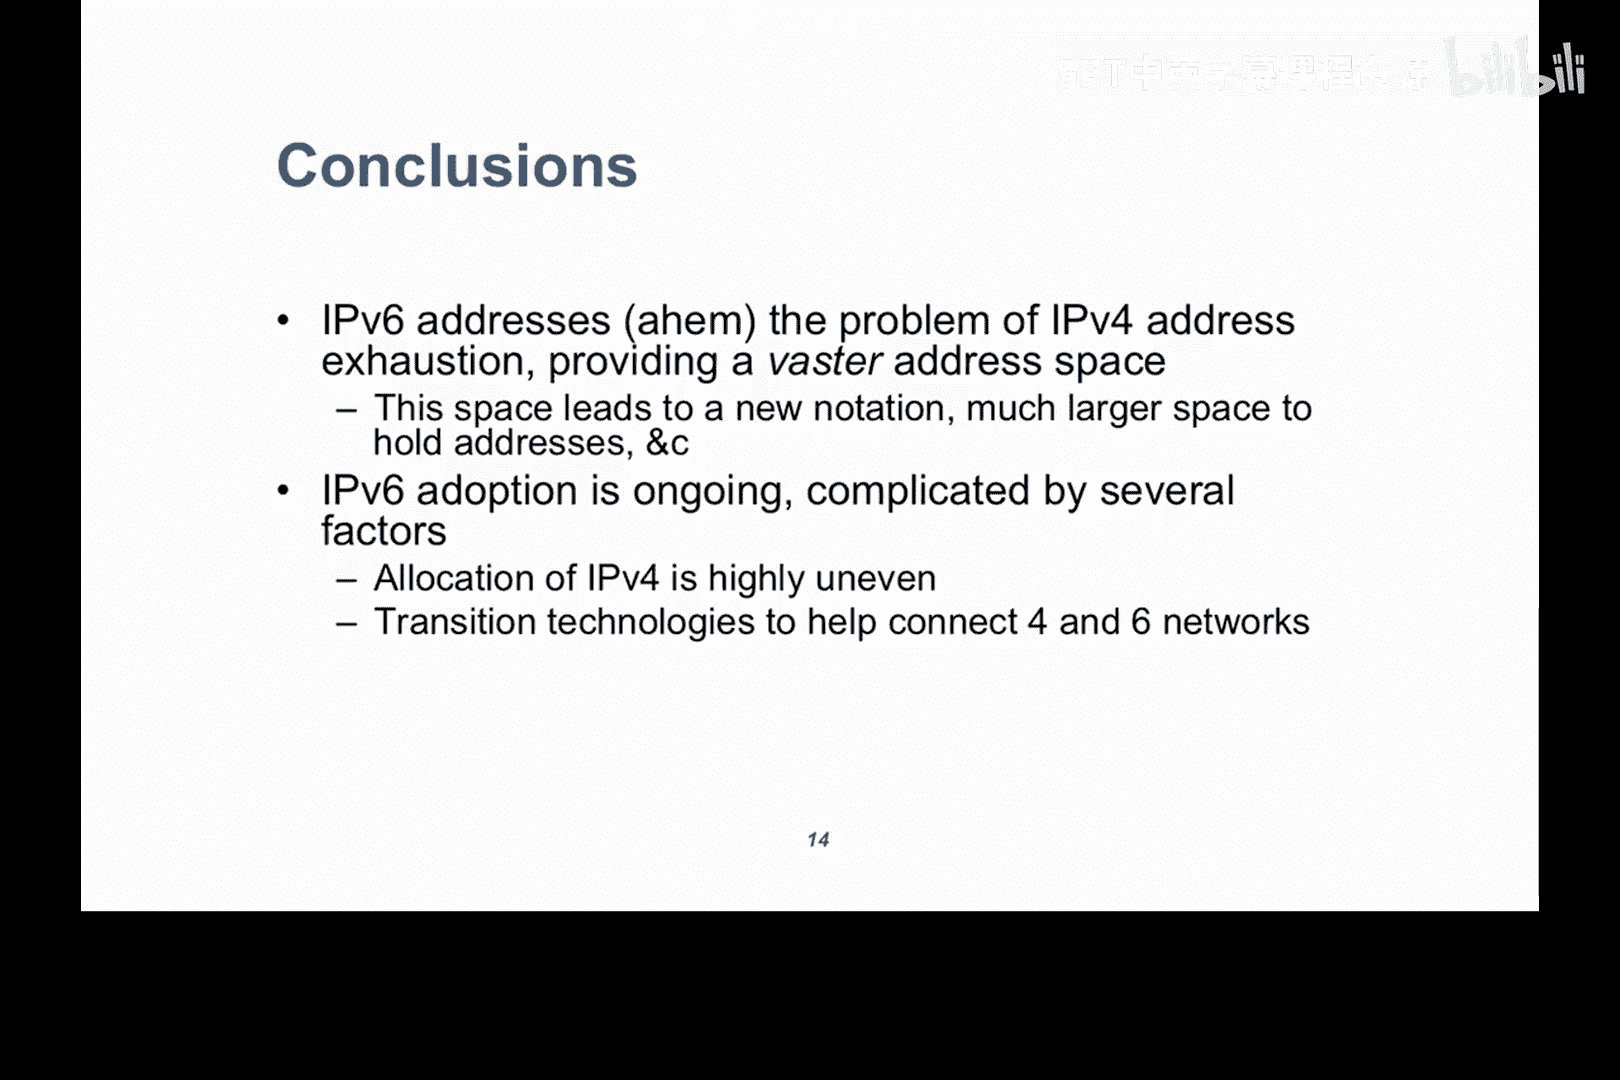 bilibili
Conclusions
• IPv6 addresses (ahem) the problem of IPv4 address
exhaustion, providing a vaster address space
– This space leads to a new notation, much larger space to
hold addresses, &c
• IPv6 adoption is ongoing, complicated by several
factors
– Allocation of IPv4 is highly uneven
– Transition technologies to help connect 4 and 6 networks
14